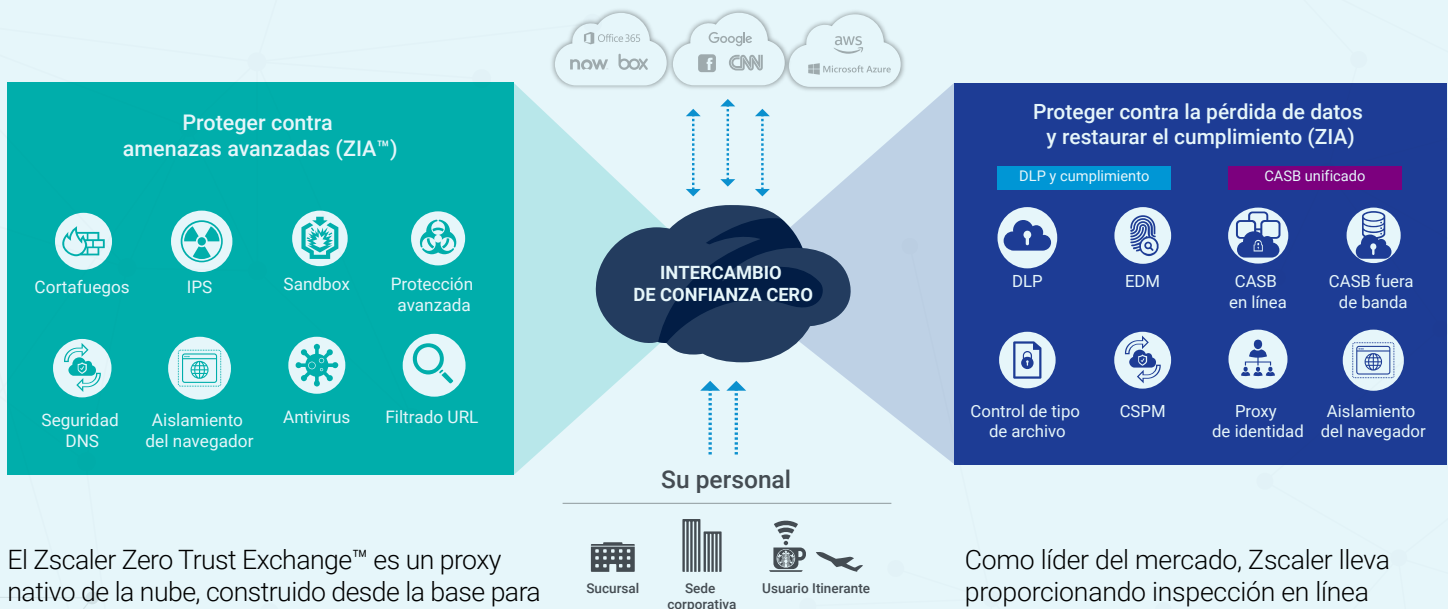 Office 365
now box
Google
f CNN
aws
Microsoft Azure
Proteger contra
amenazas avanzadas (ZIA™)
Cortafuegos
IPS
Sandbox
Protección
avanzada
Seguridad
DNS
Aislamiento
del navegador
Antivirus
Filtrado URL
INTERCAMBIO
DE CONFIANZA CERO
Proteger contra la pérdida de datos
y restaurar el cumplimiento (ZIA)
DLP y cumplimiento
CASB unificado
DLP
EDM
CASB
en línea
CASB fuera
de banda
Control de tipo
de archivo
CSPM
Proxy
de identidad
Aislamiento
del navegador
Su personal
Sucursal
Sede
corporativa
Usuario Itinerante
El Zscaler Zero Trust Exchange™ es un proxy
nativo de la nube, construido desde la base para
Como líder del mercado, Zscaler lleva
proporcionando inspección en línea